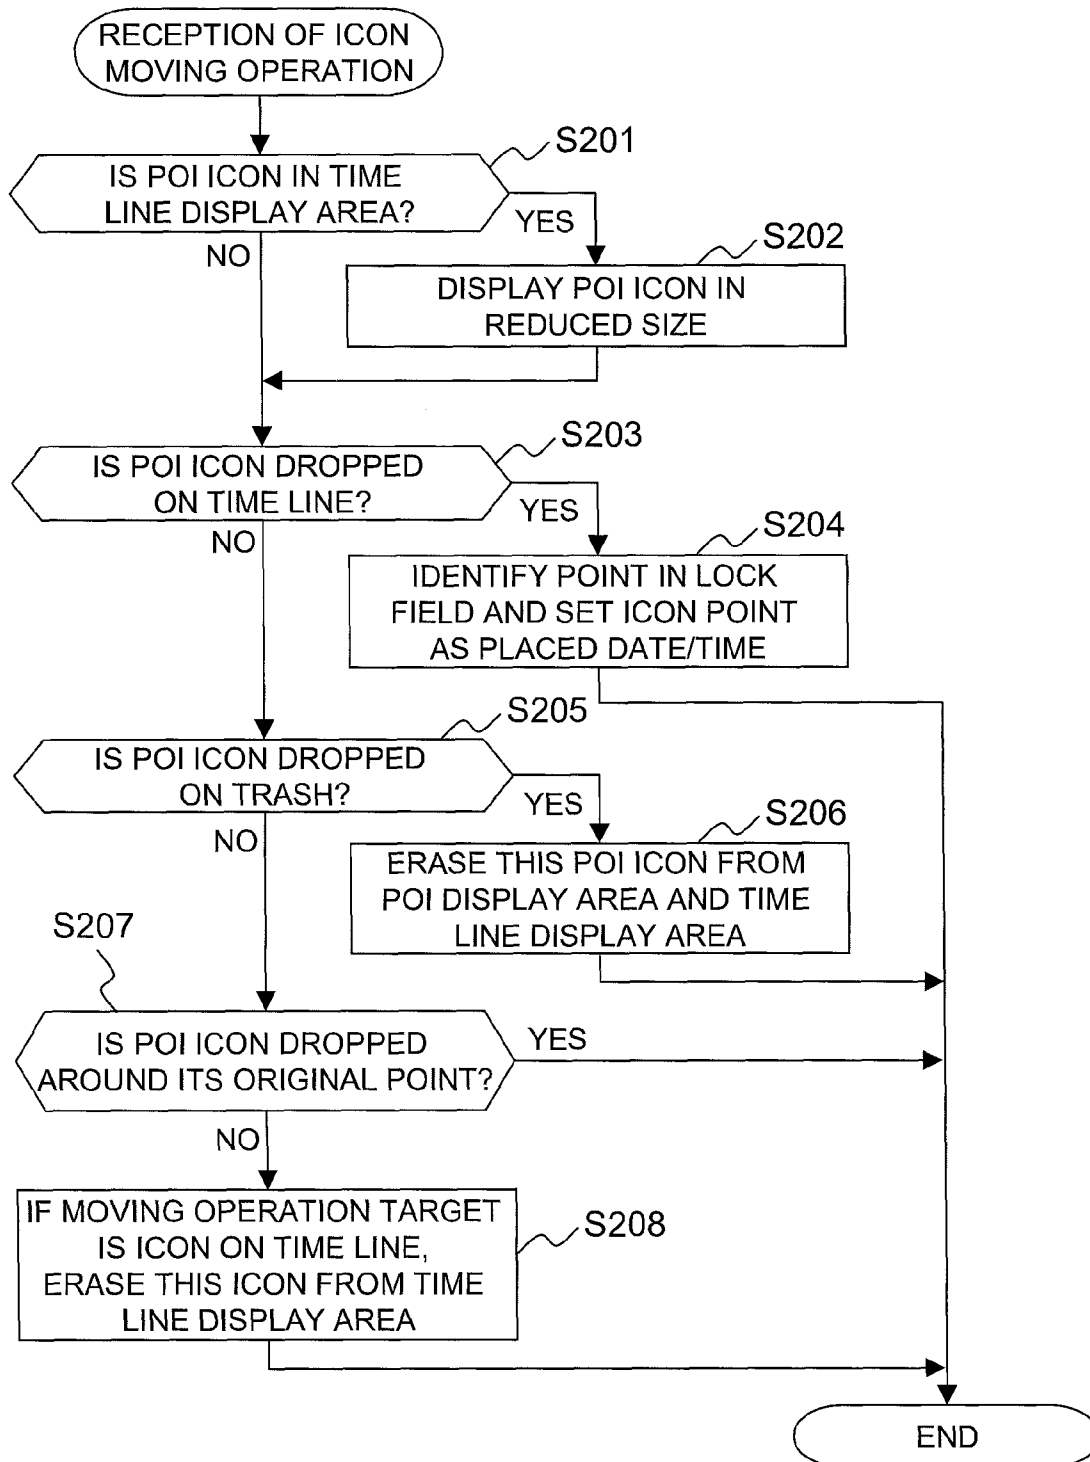 RECEPTION OF ICON
MOVING OPERATION
S201
IS POI ICON IN TIME
LINE DISPLAY AREA?
YES
NO
S202
DISPLAY POI ICON IN
REDUCED SIZE
S203
IS POI ICON DROPPED
ON TIME LINE?
YES
NO
S204
IDENTIFY POINT IN LOCK
FIELD AND SET ICON POINT
AS PLACED DATE/TIME
S205
IS POI ICON DROPPED
ON TRASH?
YES
NO
S206
ERASE THIS POI ICON FROM
POI DISPLAY AREA AND TIME
LINE DISPLAY AREA
S207
IS POI ICON DROPPED
AROUND ITS ORIGINAL POINT?
YES
NO
IF MOVING OPERATION TARGET
IS ICON ON TIME LINE,
ERASE THIS ICON FROM TIME
LINE DISPLAY AREA
S208
END